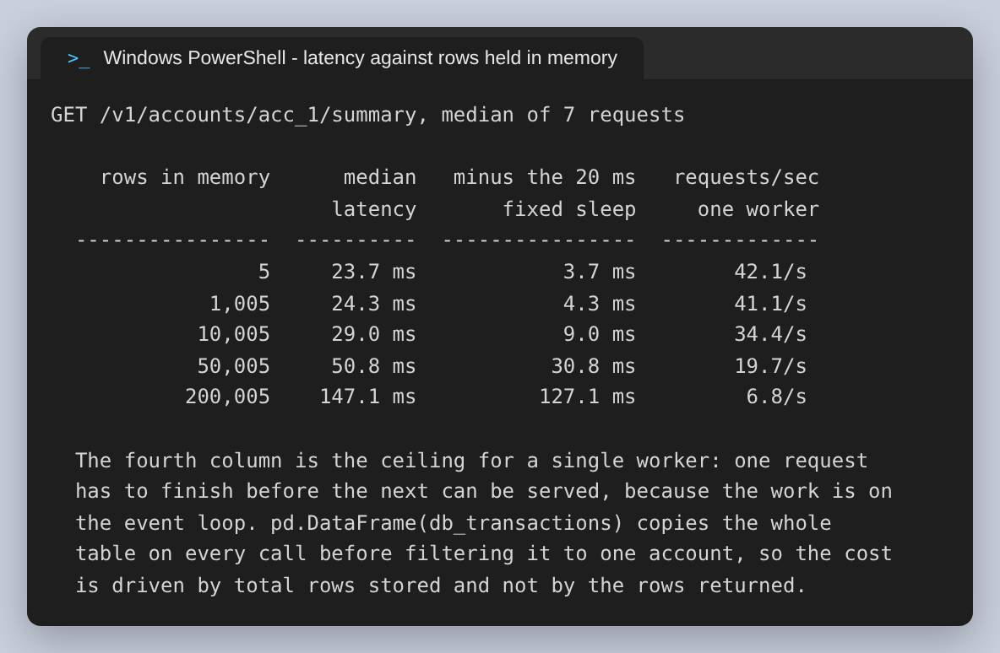 >_ Windows PowerShell - latency against rows held in memory
GET /v1/accounts/acc_1/summary, median of 7 requests
rows in memory median minus the 20 ms requests/sec
latency fixed sleep one worker
---------------- ---------- ---------------- -------------
5 23.7 ms 3.7 ms 42.1/s
1,005 24.3 ms 4.3 ms 41.1/s
10,005 29.0 ms 9.0 ms 34.4/s
50,005 50.8 ms 30.8 ms 19.7/s
200,005 147.1 ms 127.1 ms 6.8/s
The fourth column is the ceiling for a single worker: one request
has to finish before the next can be served, because the work is on
the event loop. pd.DataFrame(db_transactions) copies the whole
table on every call before filtering it to one account, so the cost
is driven by total rows stored and not by the rows returned.